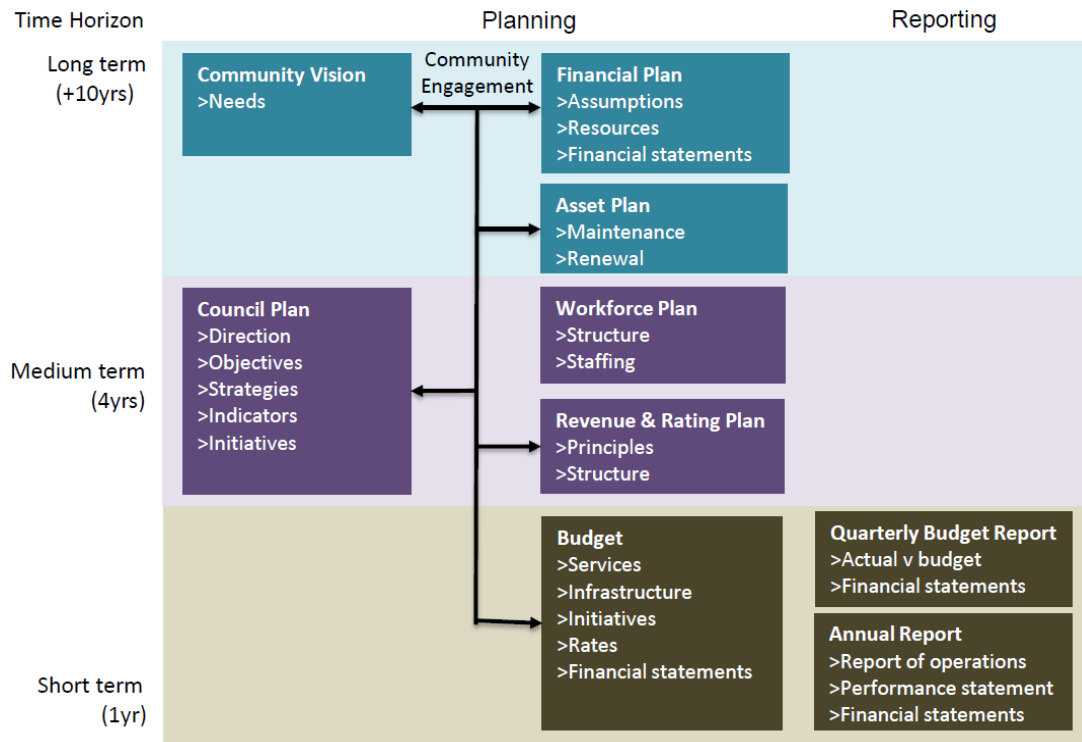 Time Horizon
Planning
Reporting
Long term
(+10yrs)
Community Vision
>Needs
Community
Engagement
Financial Plan
>Assumptions
>Resources
>Financial statements
Asset Plan
>Maintenance
>Renewal
Medium term
(4yrs)
Council Plan
>Direction
>Objectives
>Strategies
>Indicators
>Initiatives
Workforce Plan
>Structure
>Staffing
Revenue & Rating Plan
>Principles
>Structure
Short term
(1yr)
Budget
>Services
>Infrastructure
>Initiatives
>Rates
>Financial statements
Quarterly Budget Report
>Actual v budget
>Financial statements
Annual Report
>Report of operations
>Performance statement
>Financial statements